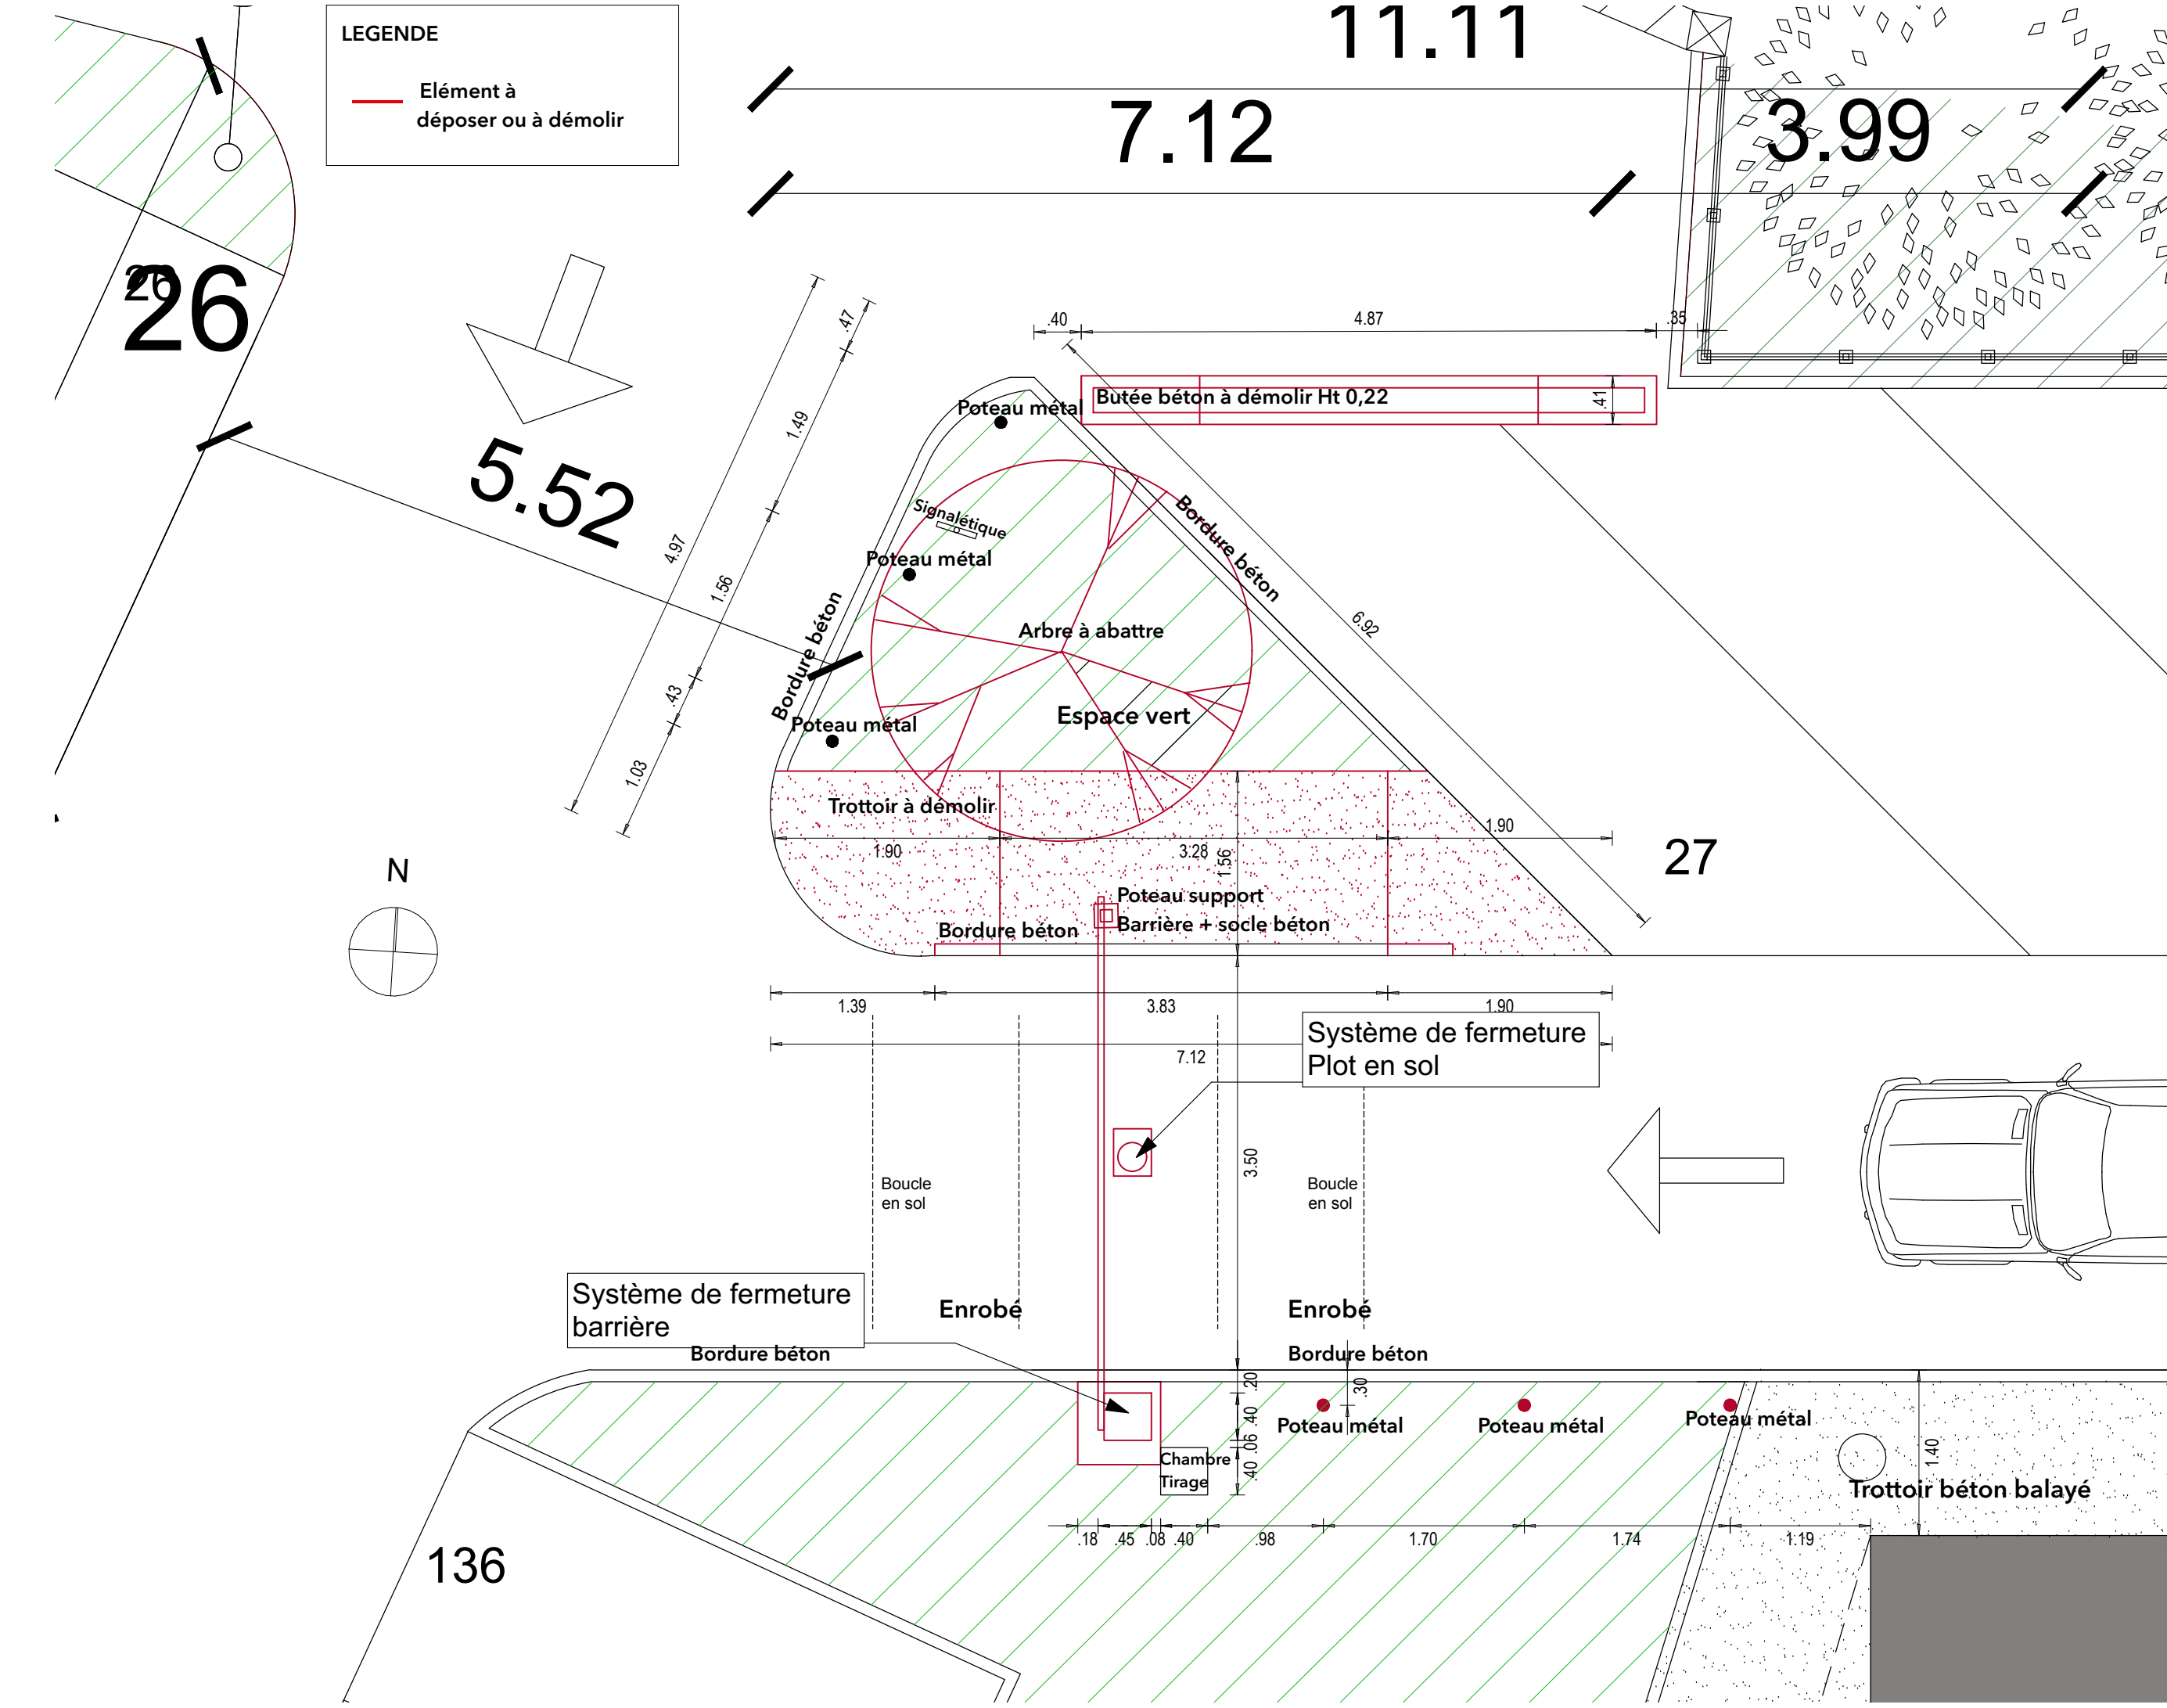 LEGENDE
Elément à
déposer ou à démolir
11.11
7.12
3.99
26
26
5.52
.47
1.49
4.97
1.56
.43
1.03
.40
4.87
.35
.41
Butée béton à démolir Ht 0,22
Poteau métal
Signalétique
Poteau métal
Bordure béton
Bordure béton
6.92
Arbre à abattre
Espace vert
Poteau métal
Trottoir à démolir
1.90
3.28
1.56
1.90
27
N
Poteau support
Barrière + socle béton
Bordure béton
1.39
3.83
1.90
7.12
Système de fermeture
Plot en sol
3.50
Boucle
en sol
Boucle
en sol
Système de fermeture
barrière
Enrobé
Enrobé
Bordure béton
Bordure béton
.20
.30
.40
.06
.40
Poteau métal
Poteau métal
Poteau métal
Chambre
Tirage
1.40
Trottoir béton balayé
.18
.45
.08
.40
.98
1.70
1.74
1.19
136